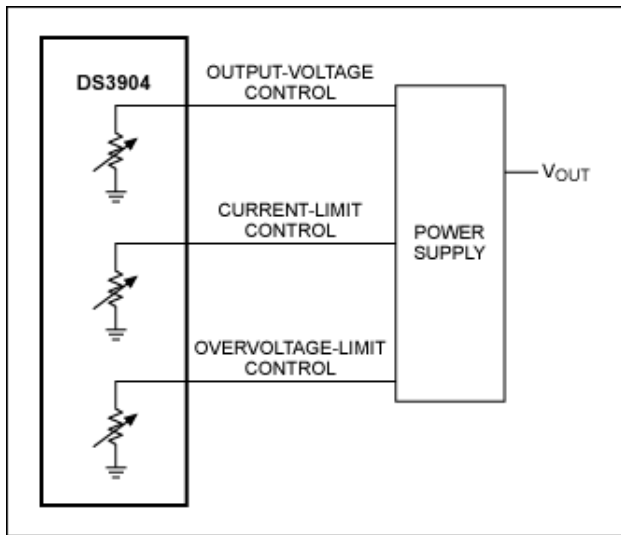 DS3904
OUTPUT-VOLTAGE
CONTROL
CURRENT-LIMIT
CONTROL
OVERVOLTAGE-LIMIT
CONTROL
POWER
SUPPLY
VOUT